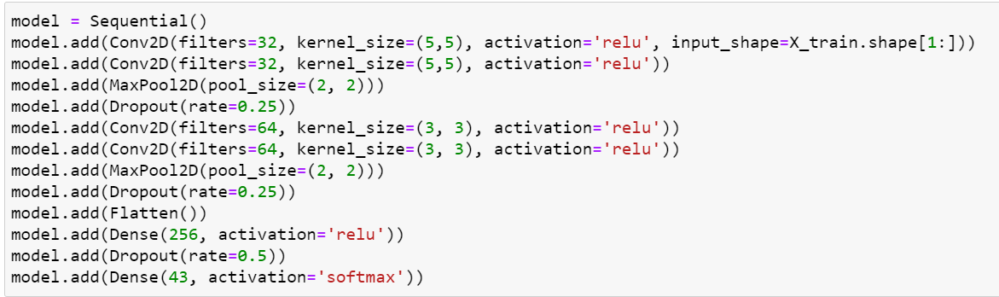 model = Sequential()
model.add(Conv2D(filters=32, kernel_size=(5,5), activation='relu', input_shape=X_train.shape[1:]))
model.add(Conv2D(filters=32, kernel_size=(5,5), activation='relu'))
model.add(MaxPool2D(pool_size=(2, 2)))
model.add(Dropout(rate=0.25))
model.add(Conv2D(filters=64, kernel_size=(3, 3), activation='relu'))
model.add(Conv2D(filters=64, kernel_size=(3, 3), activation='relu'))
model.add(MaxPool2D(pool_size=(2, 2)))
model.add(Dropout(rate=0.25))
model.add(Flatten())
model.add(Dense(256, activation='relu'))
model.add(Dropout(rate=0.5))
model.add(Dense(43, activation='softmax'))